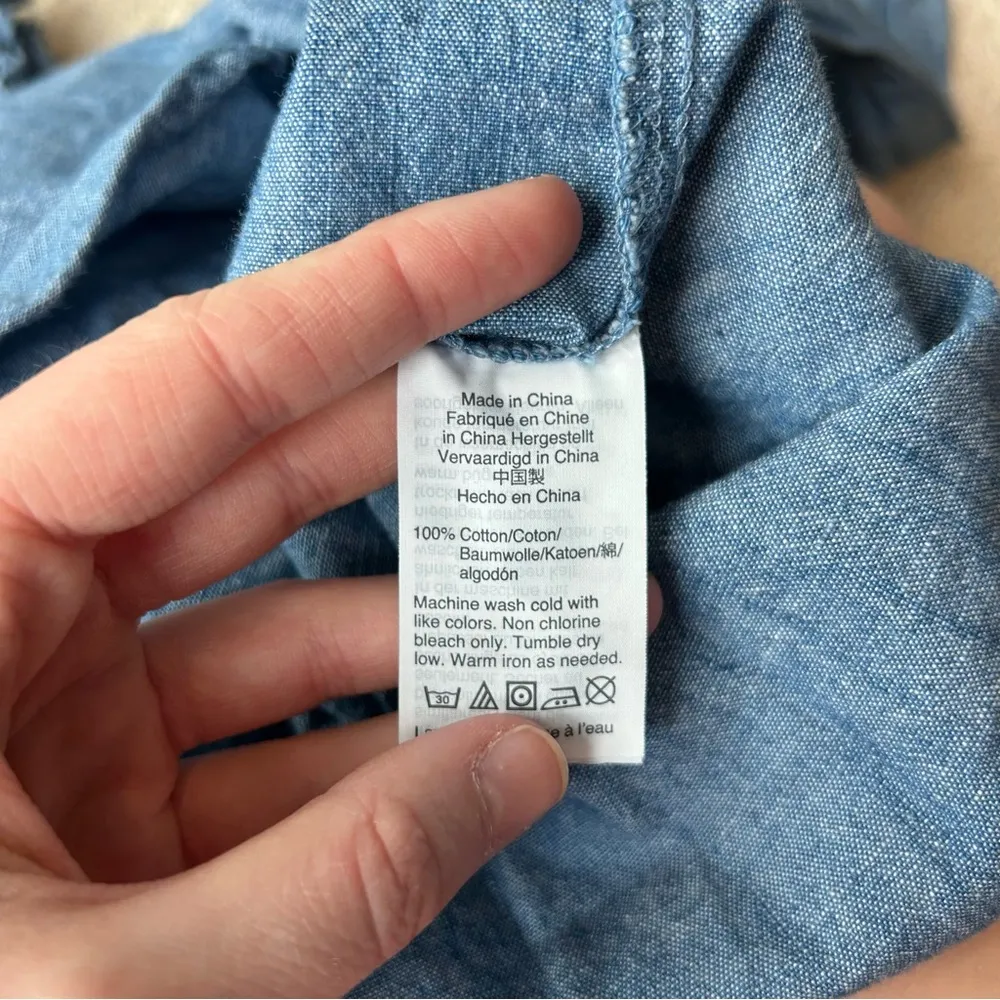 Made in China
Fabriqué en Chine
in China Hergestellt
Vervaardigd in China
中国製
Hecho en China
100% Cotton/Coton/
Baumwolle/Katoen/綿/
algodón
Machine wash cold with
like colors. Non chlorine
bleach only. Tumble dry
low. Warm iron as needed.
30
à l'eau